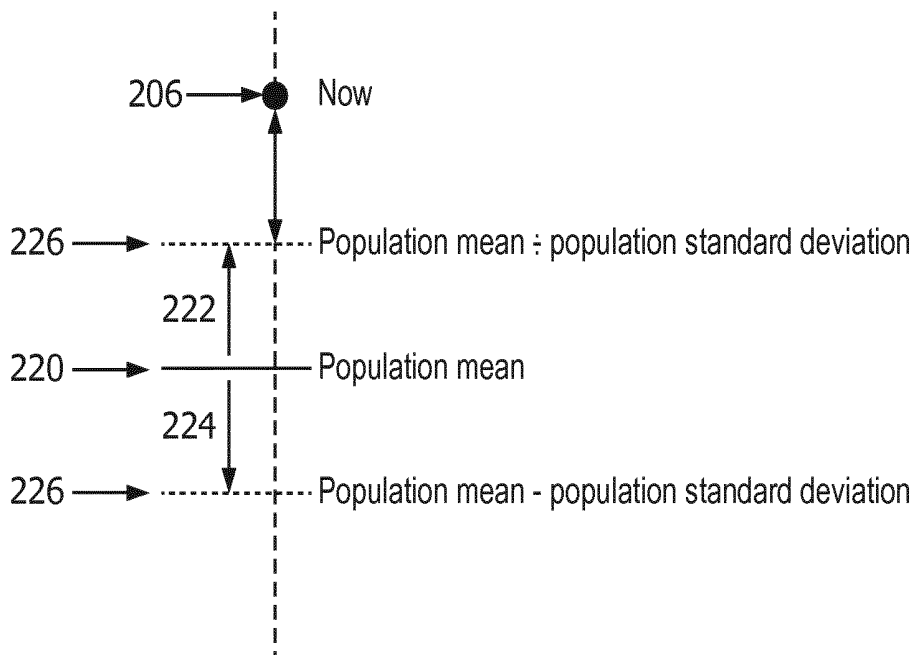 206 Now
226 Population mean ÷ population standard deviation
222
220 Population mean
224
226 Population mean - population standard deviation